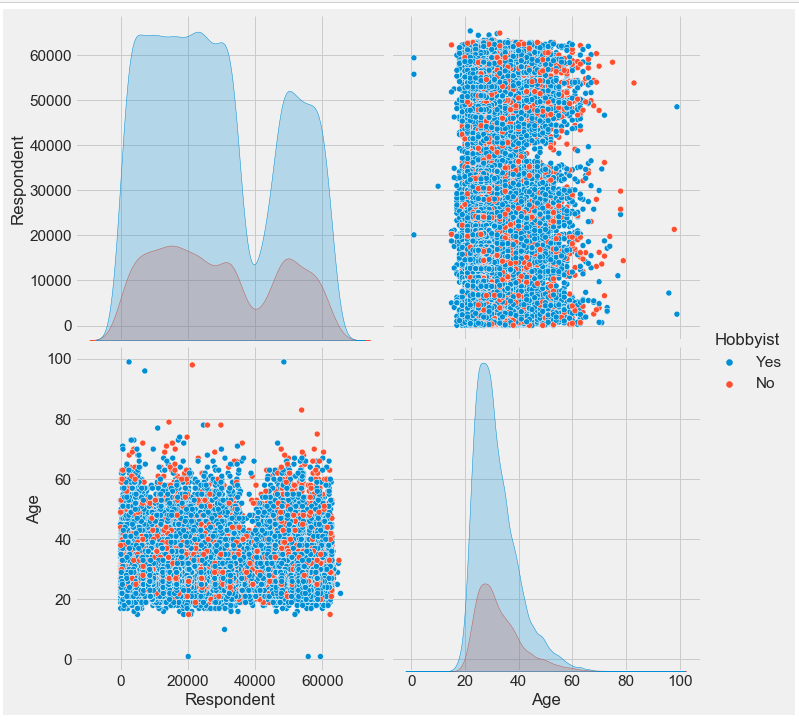 60000
50000
40000
30000
20000
10000
0
Respondent
100
80
60
40
20
0
Age
0 20000 40000 60000
Respondent
0 20 40 60 80 100
Age
Hobbyist
Yes
No